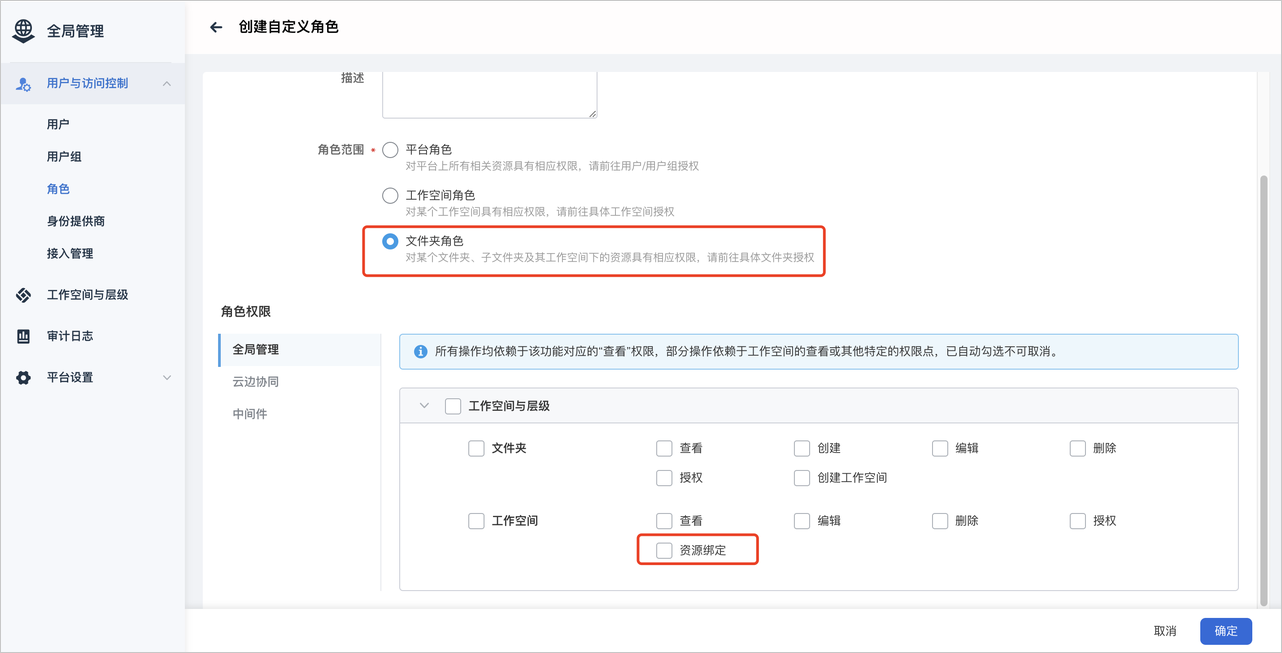 全局管理
创建自定义角色
用户与访问控制
用户
用户组
角色
身份提供商
接入管理
工作空间与层级
审计日志
平台设置
描述
角色范围 * 平台角色
对平台上所有相关资源具有相应权限，请前往用户/用户组授权
工作空间角色
对某个工作空间具有相应权限，请前往具体工作空间授权
文件夹角色
对某个文件夹、子文件夹及其工作空间下的资源具有相应权限，请前往具体文件夹授权
角色权限
全局管理
云边协同
中间件
所有操作均依赖于该功能对应的“查看”权限，部分操作依赖于工作空间的查看或其他特定的权限点，已自动勾选不可取消。
工作空间与层级
文件夹 查看 创建 编辑 删除
授权 创建工作空间
工作空间 查看 编辑 删除 授权
资源绑定
取消 确定